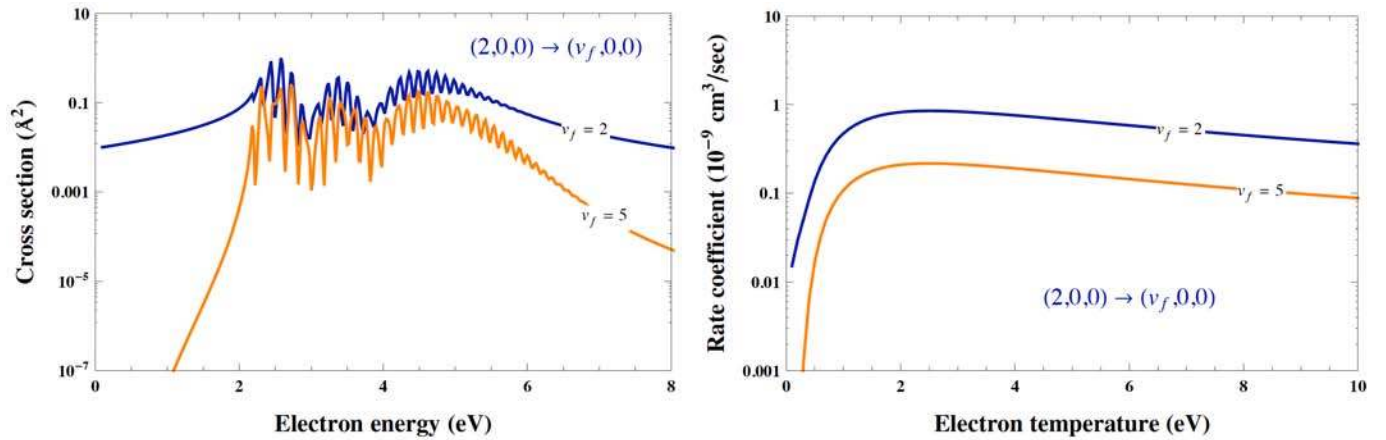 10
0.1
0.001
10⁻⁵
10⁻⁷
Cross section (Å²)
(2,0,0) → (v_f,0,0)
v_f = 2
v_f = 5
0 2 4 6 8
Electron energy (eV)
10
1
0.1
0.01
0.001
Rate coefficient (10⁻⁹ cm³/sec)
v_f = 2
v_f = 5
(2,0,0) → (v_f,0,0)
0 2 4 6 8 10
Electron temperature (eV)